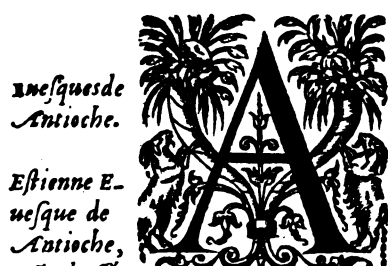 Eueſquesde
Antioche.
Eſtienne E-
ueſque de
Antioche,
A